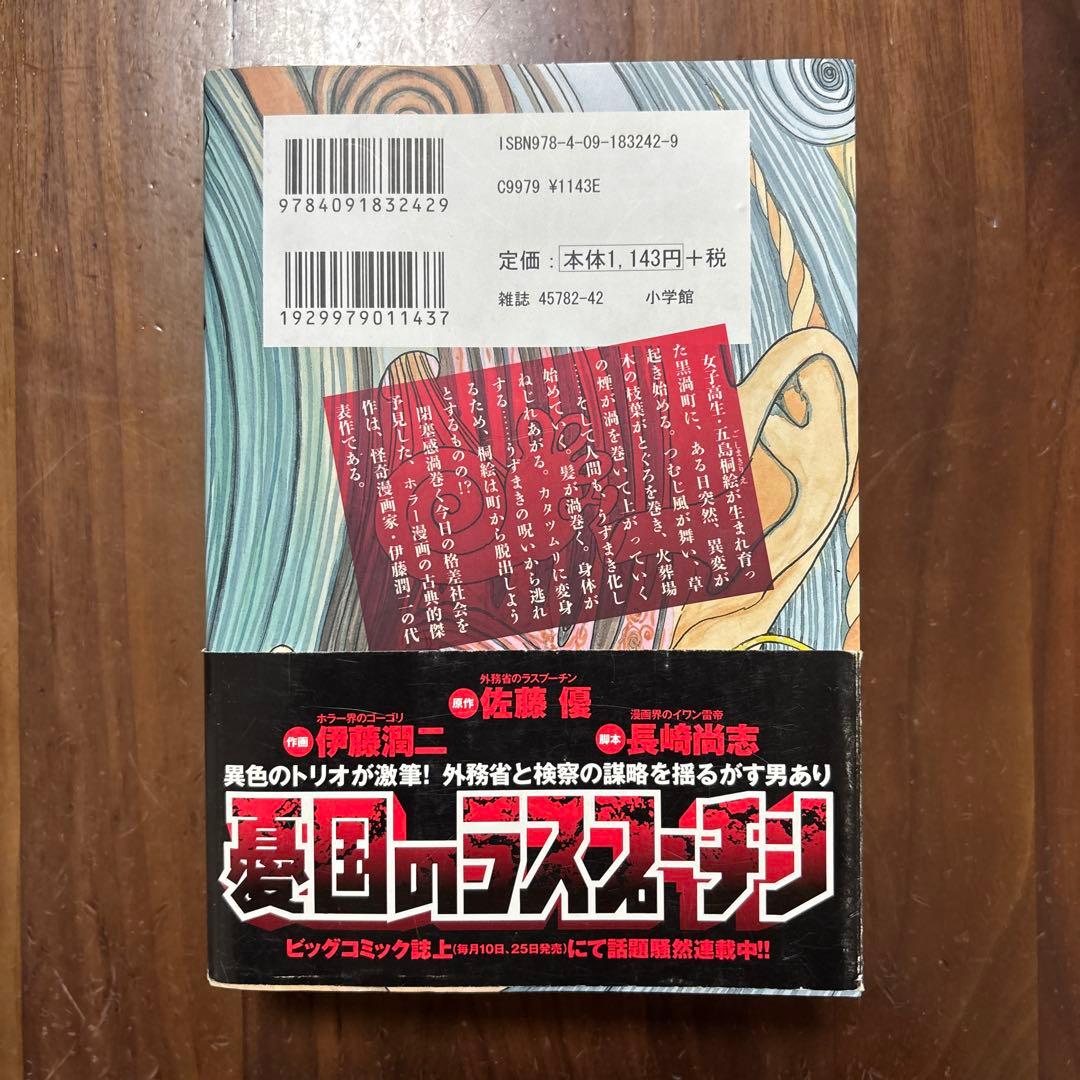 ISBN978-4-09-183242-9
C9979 ¥1143E
9784091832429
定価：本体1,143円＋税
雑誌 45782-42 小学館
1929979011437
女子高生・五島桐絵が生まれ育っ
ごしまきりえ
た黒渦町に、ある日突然、異変が
起き始める。つむじ風が舞い、草
木の枝葉がとぐろを巻き、火葬場
の煙が渦を巻いて上がっていく
……そして人間も、うずまき化し
始めていく。髪が渦巻く。身体が
ねじれあがる。カタツムリに変身
する……うずまきの呪いから逃れ
るため、桐絵は町から脱出しよう
とするものの!?
閉塞感渦巻く今日の格差社会を
予見した、ホラー漫画の古典的傑
作は、怪奇漫画家・伊藤潤二の代
表作である。
外務省のラスプーチン
原作 佐藤 優
ホラー界のゴーゴリ
作画 伊藤潤二
漫画界のイワン雷帝
脚本 長崎尚志
異色のトリオが激筆! 外務省と検察の謀略を揺るがす男あり
憂国のラスプーチン
ビッグコミック誌上(毎月10日、25日発売)にて話題騒然連載中!!